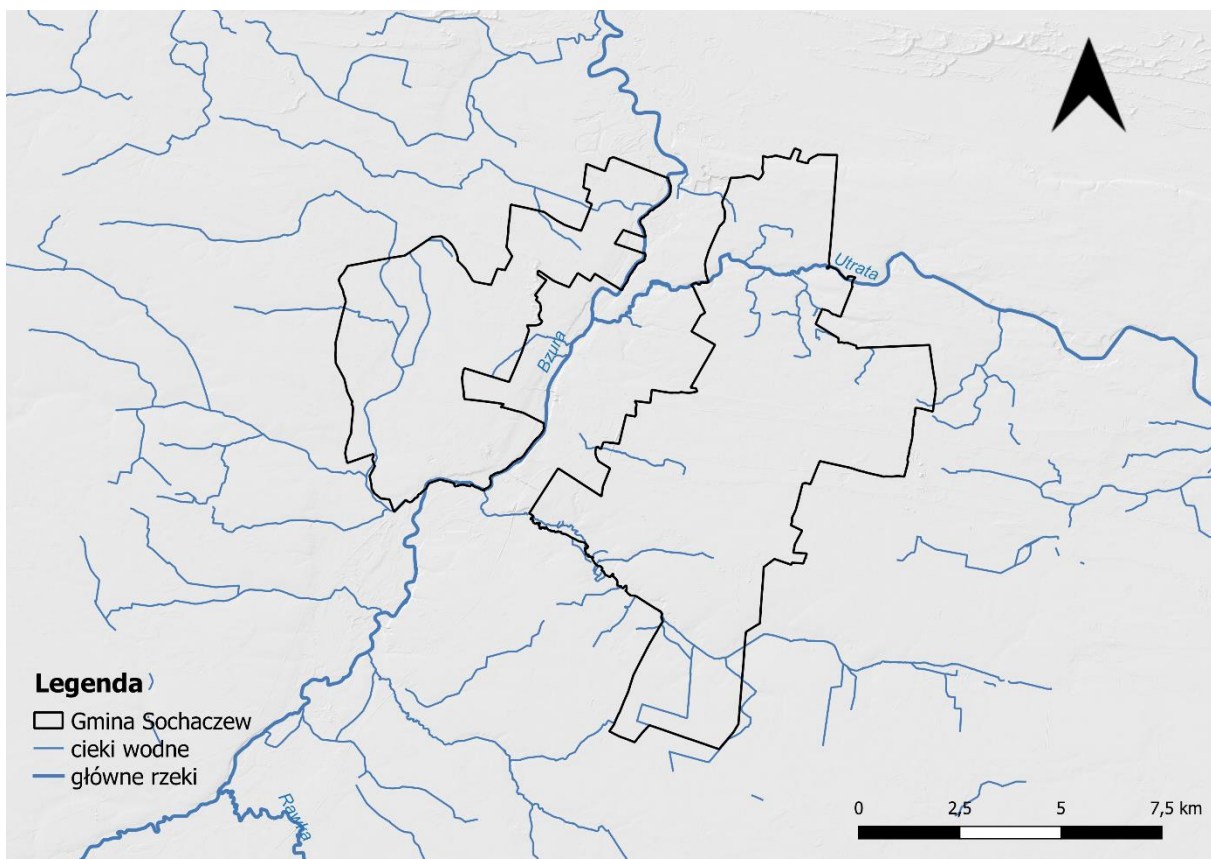 Utrata
Bzura
Legenda
Gmina Sochaczew
cieki wodne
główne rzeki
Rawka
0 2,5 5 7,5 km